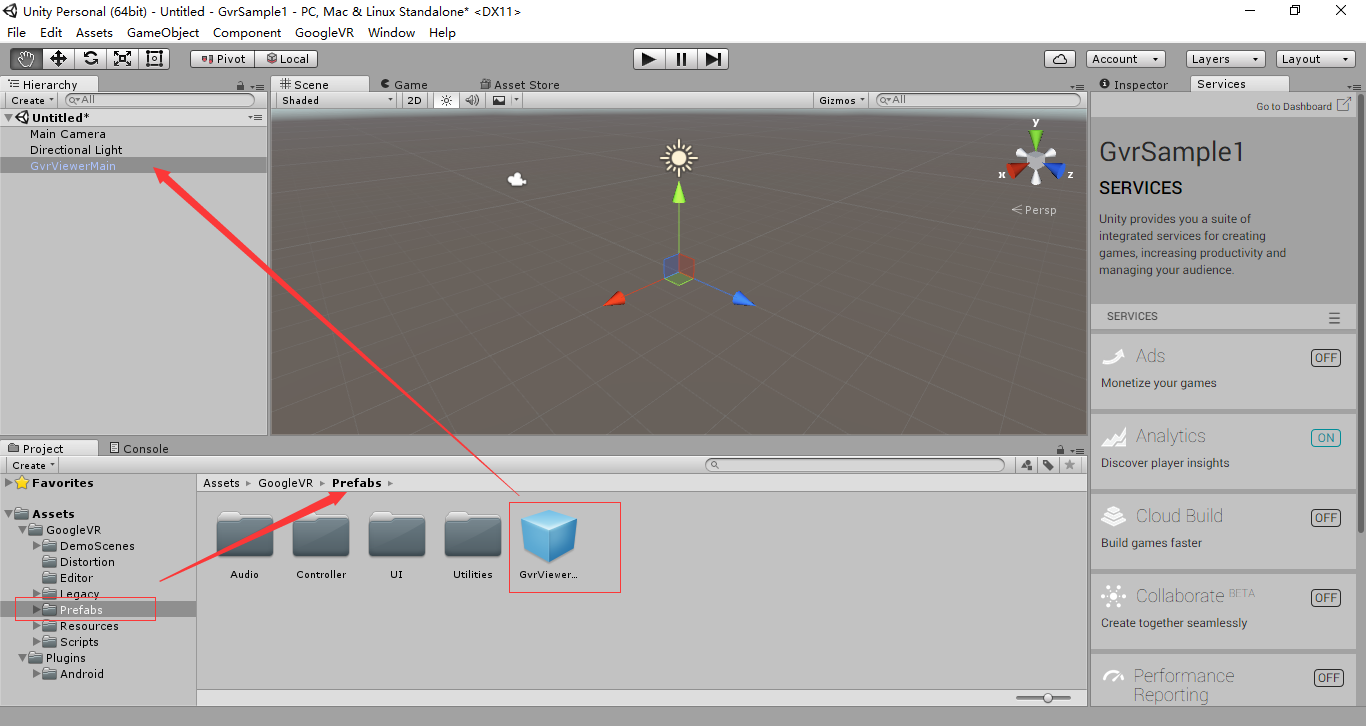 Unity Personal (64bit) - Untitled - GvrSample1 - PC, Mac & Linux Standalone* <DX11>
File Edit Assets GameObject Component GoogleVR Window Help
Pivot Local Account Layers Layout
Hierarchy
Create All
Untitled*
Main Camera
Directional Light
GvrViewerMain
Scene Game Asset Store
Shaded 2D Gizmos All
y
x z
Persp
Inspector Services
Go to Dashboard
GvrSample1
SERVICES
Unity provides you a suite of
integrated services for creating
games, increasing productivity and
managing your audience.
SERVICES
Ads OFF
Monetize your games
Analytics ON
Discover player insights
Cloud Build OFF
Build games faster
Collaborate BETA OFF
Create together seamlessly
Performance
Reporting OFF
Project Console
Create
Favorites
Assets
GoogleVR
DemoScenes
Distortion
Editor
Legacy
Prefabs
Resources
Scripts
Plugins
Android
Assets GoogleVR Prefabs
Audio Controller UI Utilities GvrViewer...